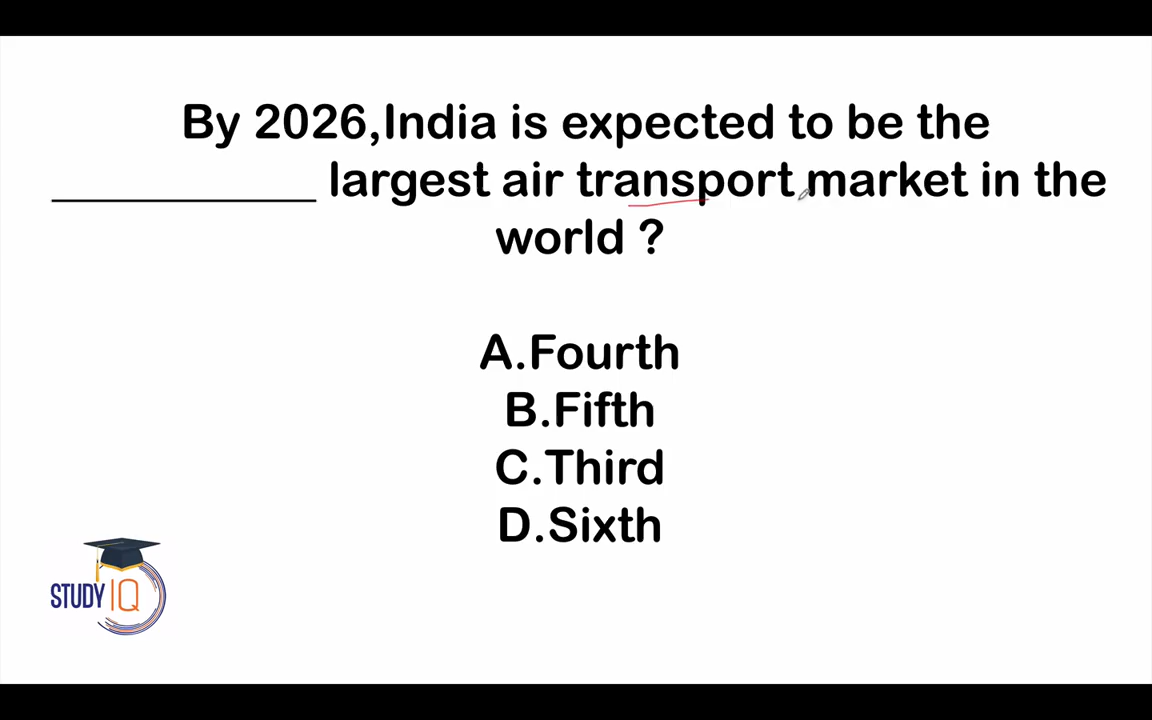 By 2026,India is expected to be the
____________ largest air transport market in the
world ?
A.Fourth
B.Fifth
C.Third
D.Sixth
STUDY IQ